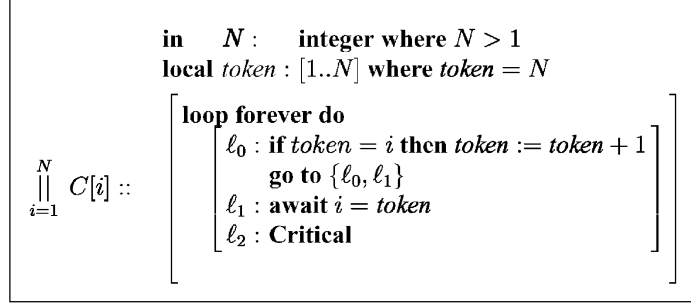 in N : integer where N > 1
local token : [1..N] where token = N
loop forever do
ℓ₀ : if token = i then token := token + 1
go to {ℓ₀, ℓ₁}
N
|| C[i] ::
i=1
ℓ₁ : await i = token
ℓ₂ : Critical